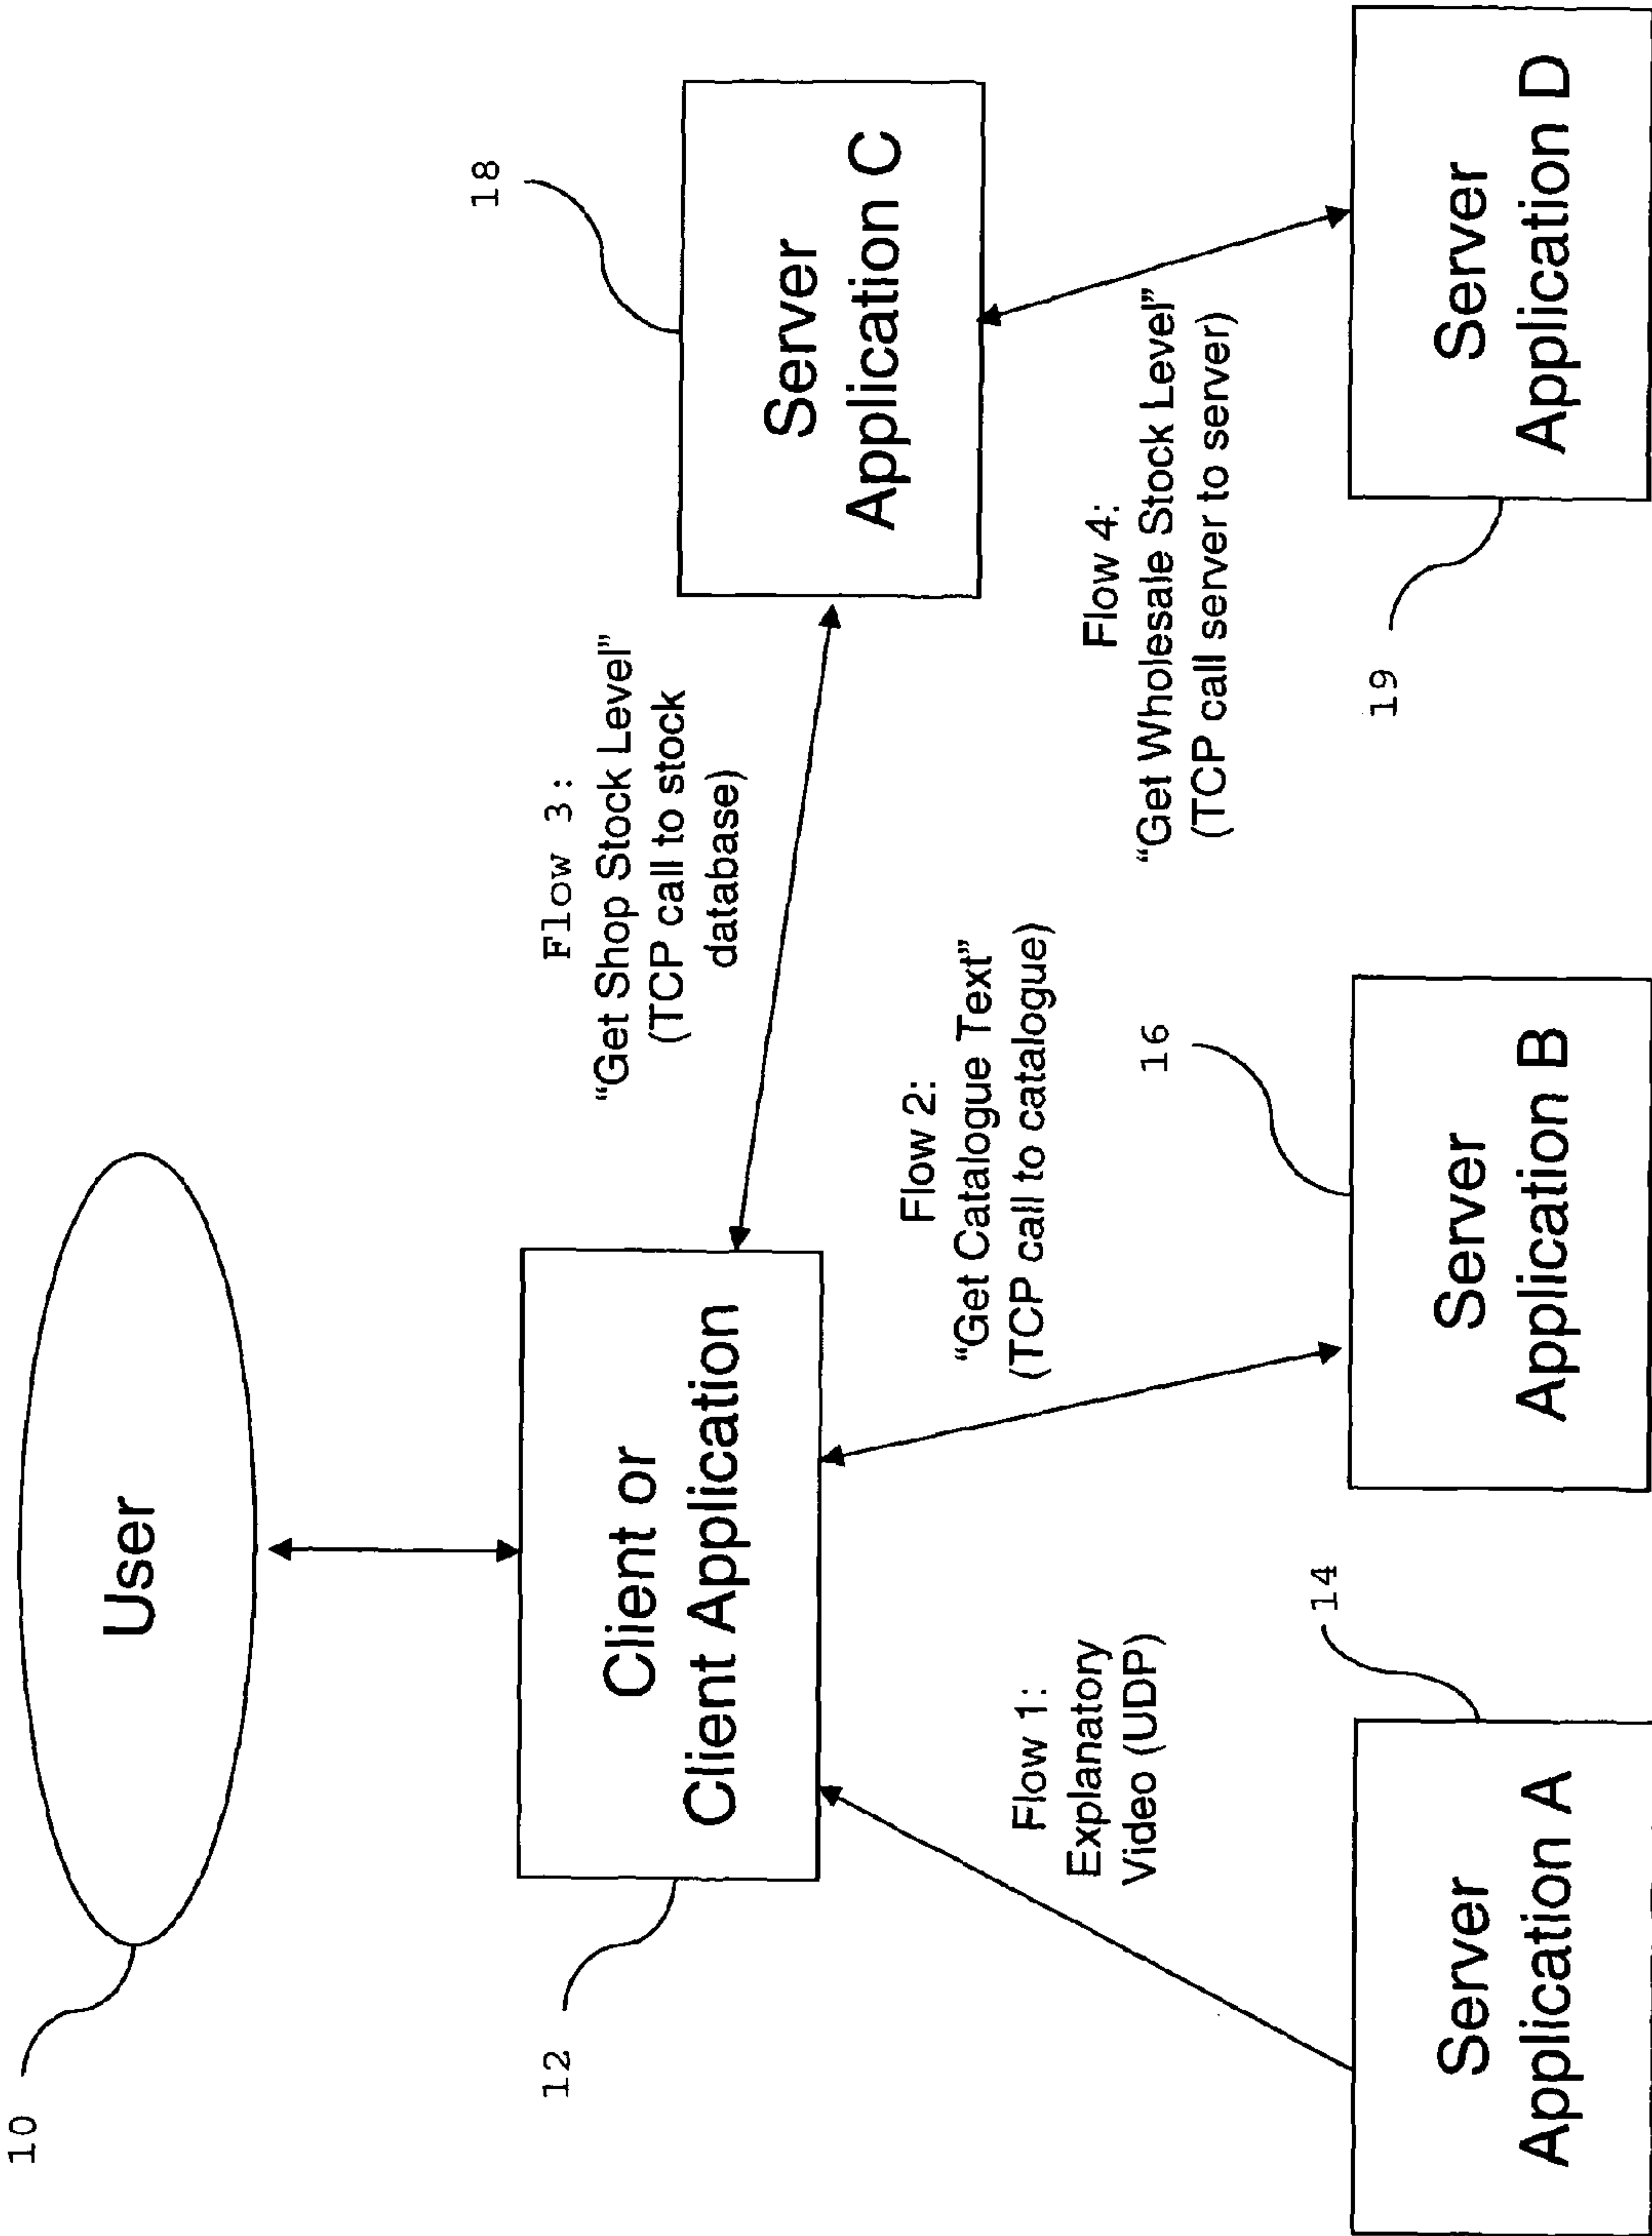 10
User
12
Client or
Client Application
Flow 3:
“Get Shop Stock Level”
(TCP call to stock
database)
18
Server
Application C
Flow 1:
Explanatory
Video (UDP)
Flow 2:
“Get Catalogue Text”
(TCP call to catalogue)
Flow 4:
“Get Wholesale Stock Level”
(TCP call server to server)
14
Server
Application A
16
Server
Application B
19
Server
Application D